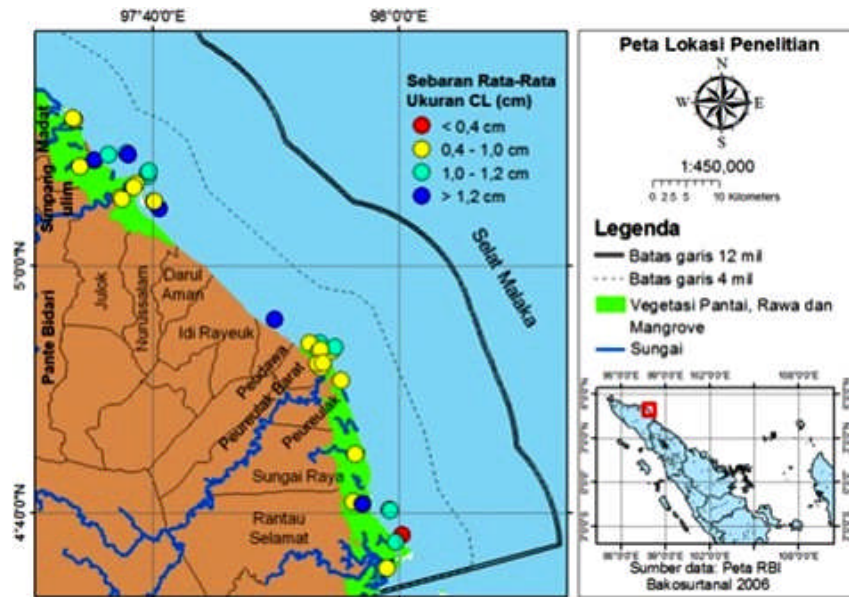 97°40'0"E
98°0'0"E
5°0'0"N
4°40'0"N
Sebaran Rata-Rata
Ukuran CL (cm)
< 0,4 cm
0,4 - 1,0 cm
1,0 - 1,2 cm
> 1,2 cm
Madat
Simpang
ulim
Pante Bidari
Julok
Nurussalam
Darul
Aman
Idi Rayeuk
Peudawa
Peureulak Barat
Peureulak
Sungai Raya
Rantau
Selamat
Selat Malaka
Peta Lokasi Penelitian
N
W
E
S
1:450,000
0 2.5 5 10 Kilometers
Legenda
Batas garis 12 mil
Batas garis 4 mil
Vegetasi Pantai, Rawa dan
Mangrove
Sungai
Sumber data: Peta RBI
Bakosurtanal 2006